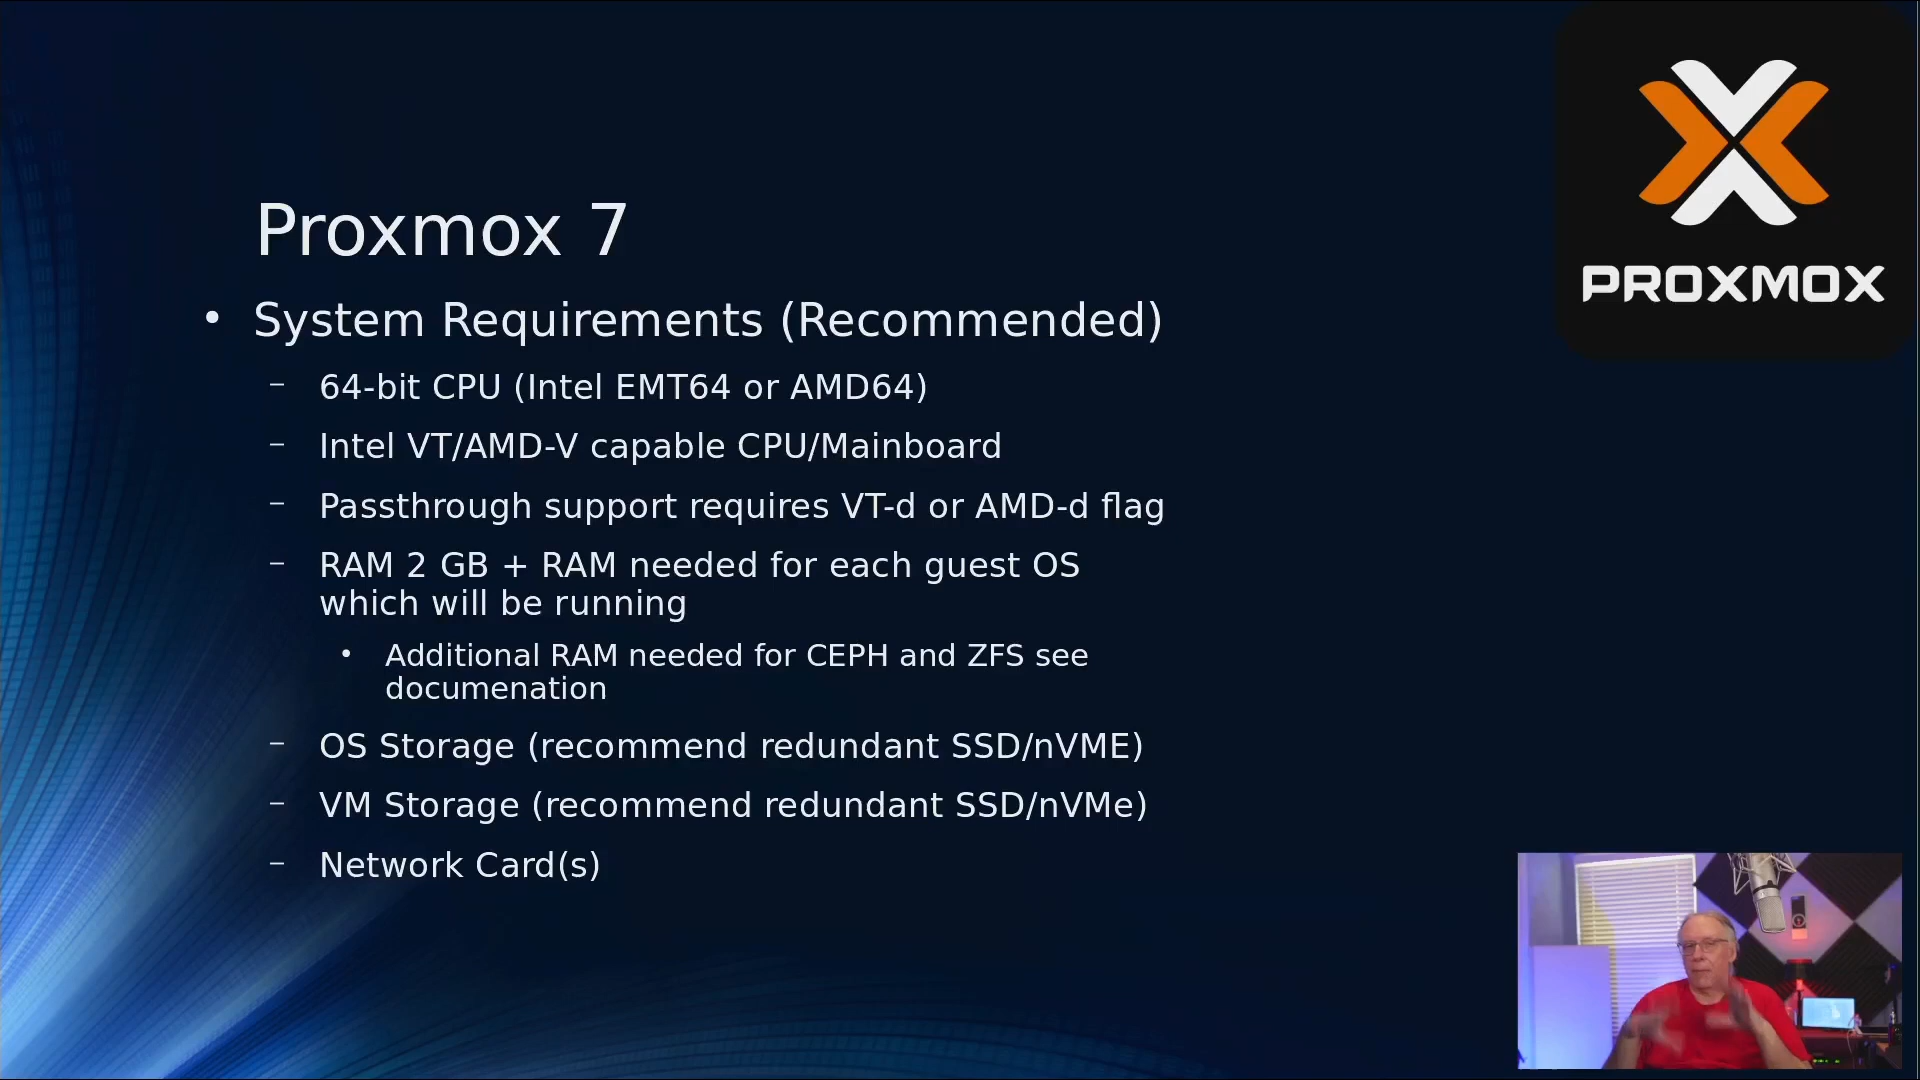 PROXMOX
Proxmox 7
• System Requirements (Recommended)
– 64-bit CPU (Intel EMT64 or AMD64)
– Intel VT/AMD-V capable CPU/Mainboard
– Passthrough support requires VT-d or AMD-d flag
– RAM 2 GB + RAM needed for each guest OS
which will be running
• Additional RAM needed for CEPH and ZFS see
documenation
– OS Storage (recommend redundant SSD/nVME)
– VM Storage (recommend redundant SSD/nVMe)
– Network Card(s)